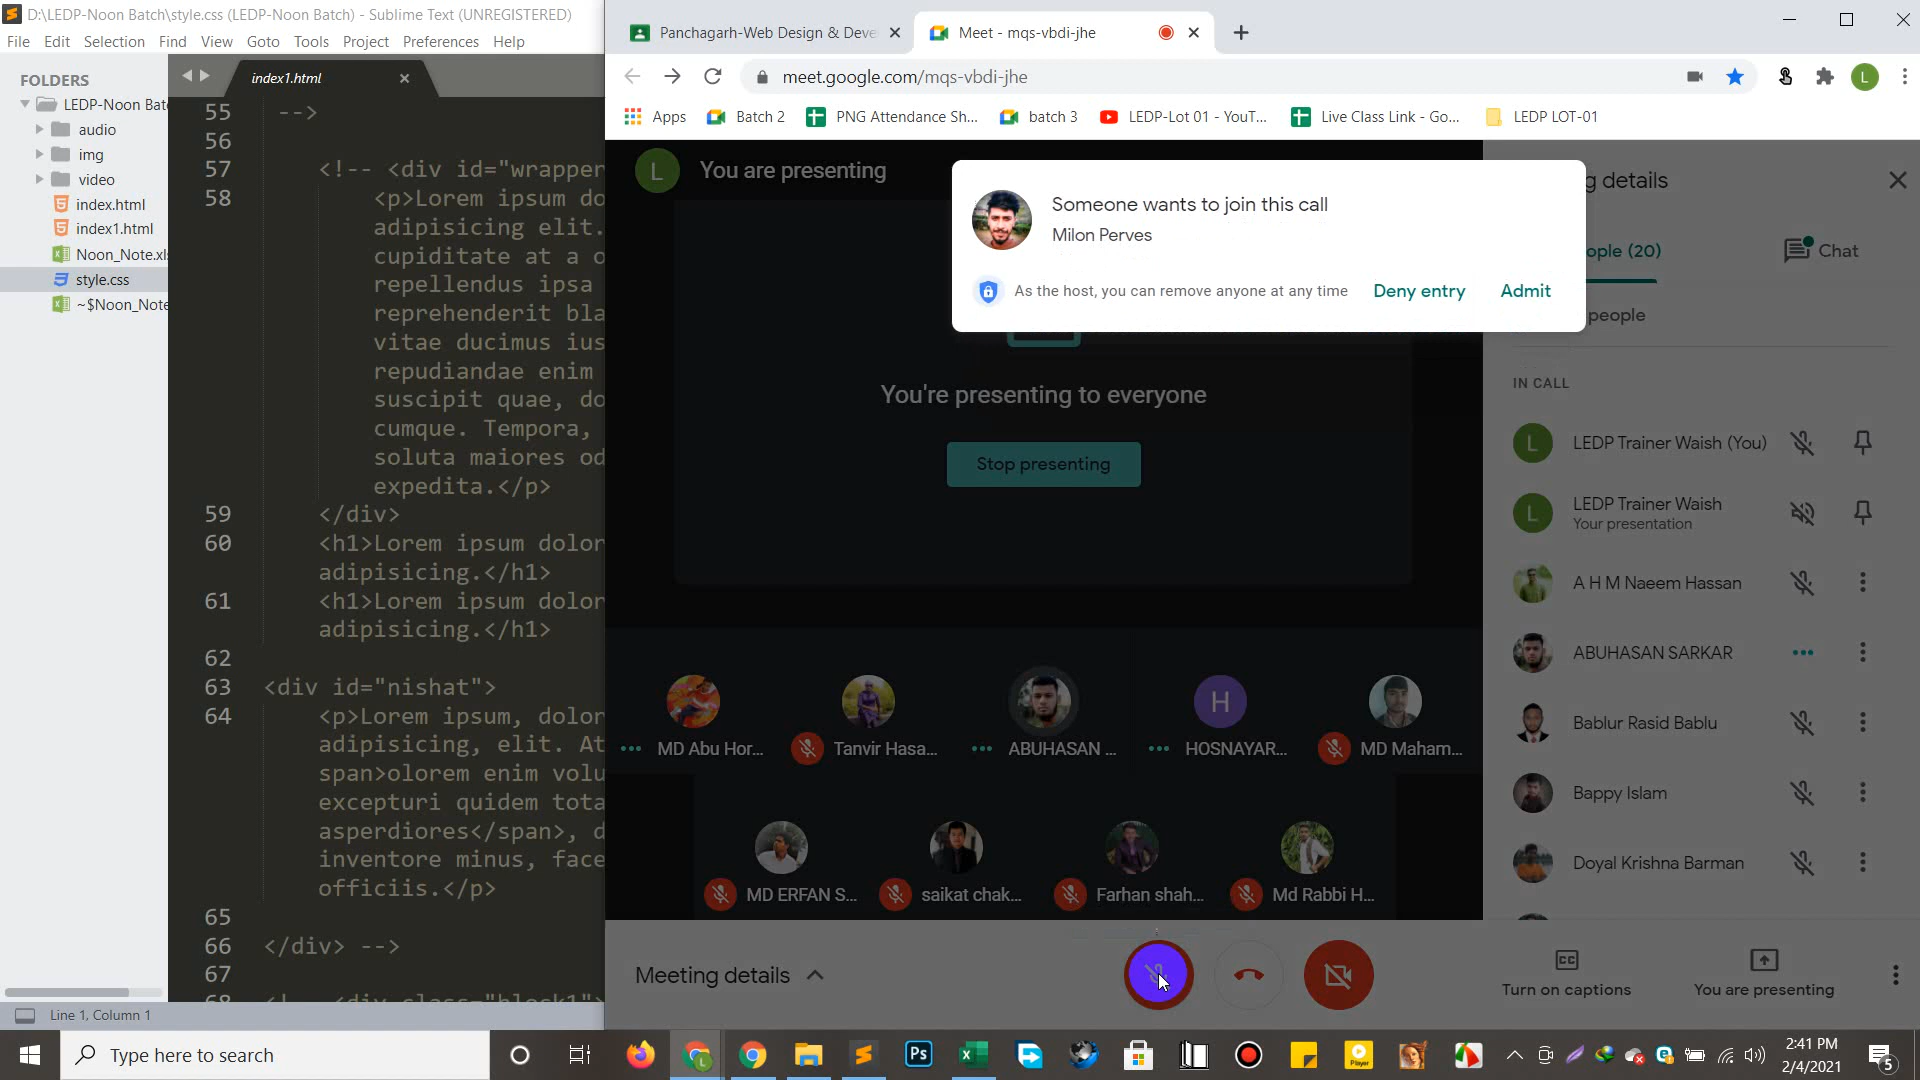 D:\LEDP-Noon Batch\style.css (LEDP-Noon Batch) - Sublime Text (UNREGISTERED)
File Edit Selection Find View Goto Tools Project Preferences Help
FOLDERS
LEDP-Noon Bat
audio
img
video
index.html
index1.html
Noon_Note.xl
style.css
~$Noon_Note
index1.html
55 -->
56
57 <!-- <div id="wrapper
58 <p>Lorem ipsum do
adipisicing elit.
cupiditate at a o
repellendus ipsa
reprehenderit bla
vitae ducimus ius
repudiandae enim
suscipit quae, do
cumque. Tempora,
soluta maiores od
expedita.</p>
59 </div>
60 <h1>Lorem ipsum dolor
adipisicing.</h1>
61 <h1>Lorem ipsum dolor
adipisicing.</h1>
62
63 <div id="nishat">
64 <p>Lorem ipsum, dolor
adipisicing, elit. At
span>olorem enim volu
excepturi quidem tota
asperdiores</span>, d
inventore minus, face
officiis.</p>
65
66 </div> -->
67
68 <!-- <div class="block1">
Line 1, Column 1
Panchagarh-Web Design & Deve
Meet - mqs-vbdi-jhe
meet.google.com/mqs-vbdi-jhe
L
Apps
Batch 2
PNG Attendance Sh...
batch 3
LEDP-Lot 01 - YouT...
Live Class Link - Go...
LEDP LOT-01
L
You are presenting
Someone wants to join this call
Milon Perves
As the host, you can remove anyone at any time
Deny entry
Admit
g details
ople (20)
Chat
people
You're presenting to everyone
Stop presenting
IN CALL
L
LEDP Trainer Waish (You)
L
LEDP Trainer Waish
Your presentation
A H M Naeem Hassan
ABUHASAN SARKAR
Bablur Rasid Bablu
Bappy Islam
Doyal Krishna Barman
H
MD Abu Hor...
Tanvir Hasa...
ABUHASAN ...
HOSNAYAR...
MD Maham...
MD ERFAN S...
saikat chak...
Farhan shah...
Md Rabbi H...
Meeting details
CC
Turn on captions
You are presenting
Type here to search
L
Ps
Player
2:41 PM
2/4/2021
5